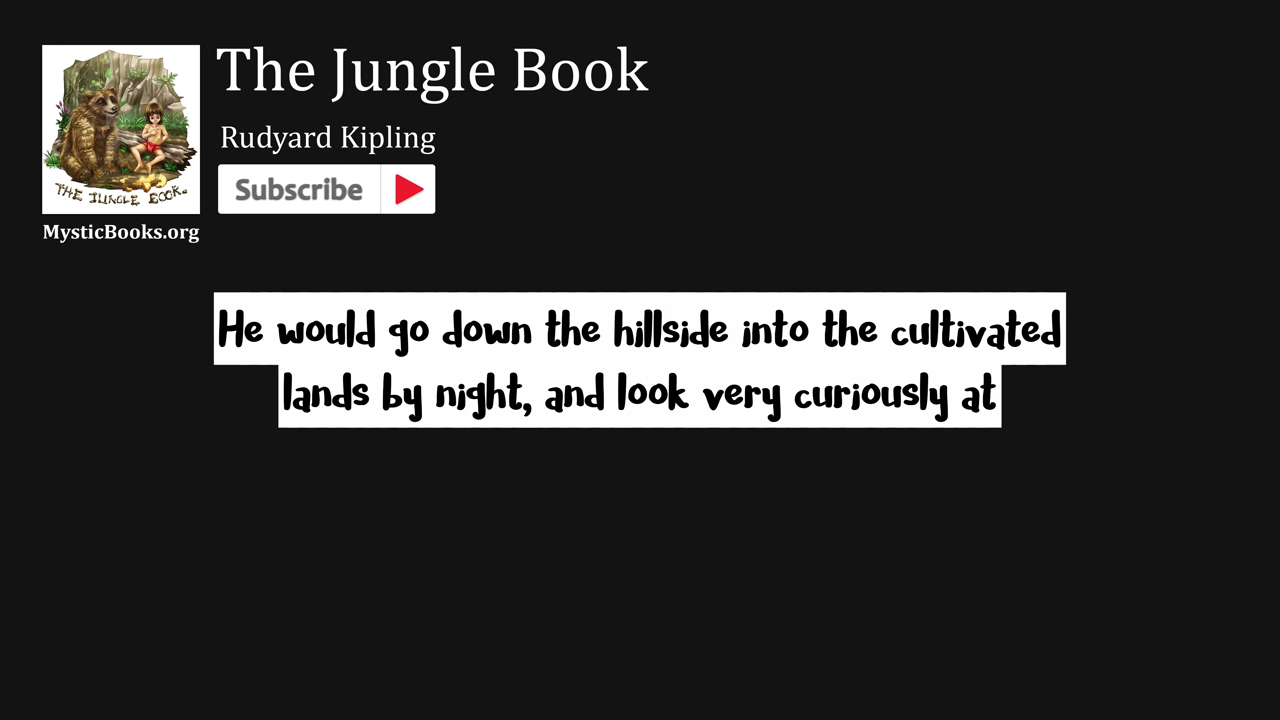 The Jungle Book
Rudyard Kipling
Subscribe
THE JUNGLE BOOK.
MysticBooks.org
He would go down the hillside into the cultivated
lands by night, and look very curiously at